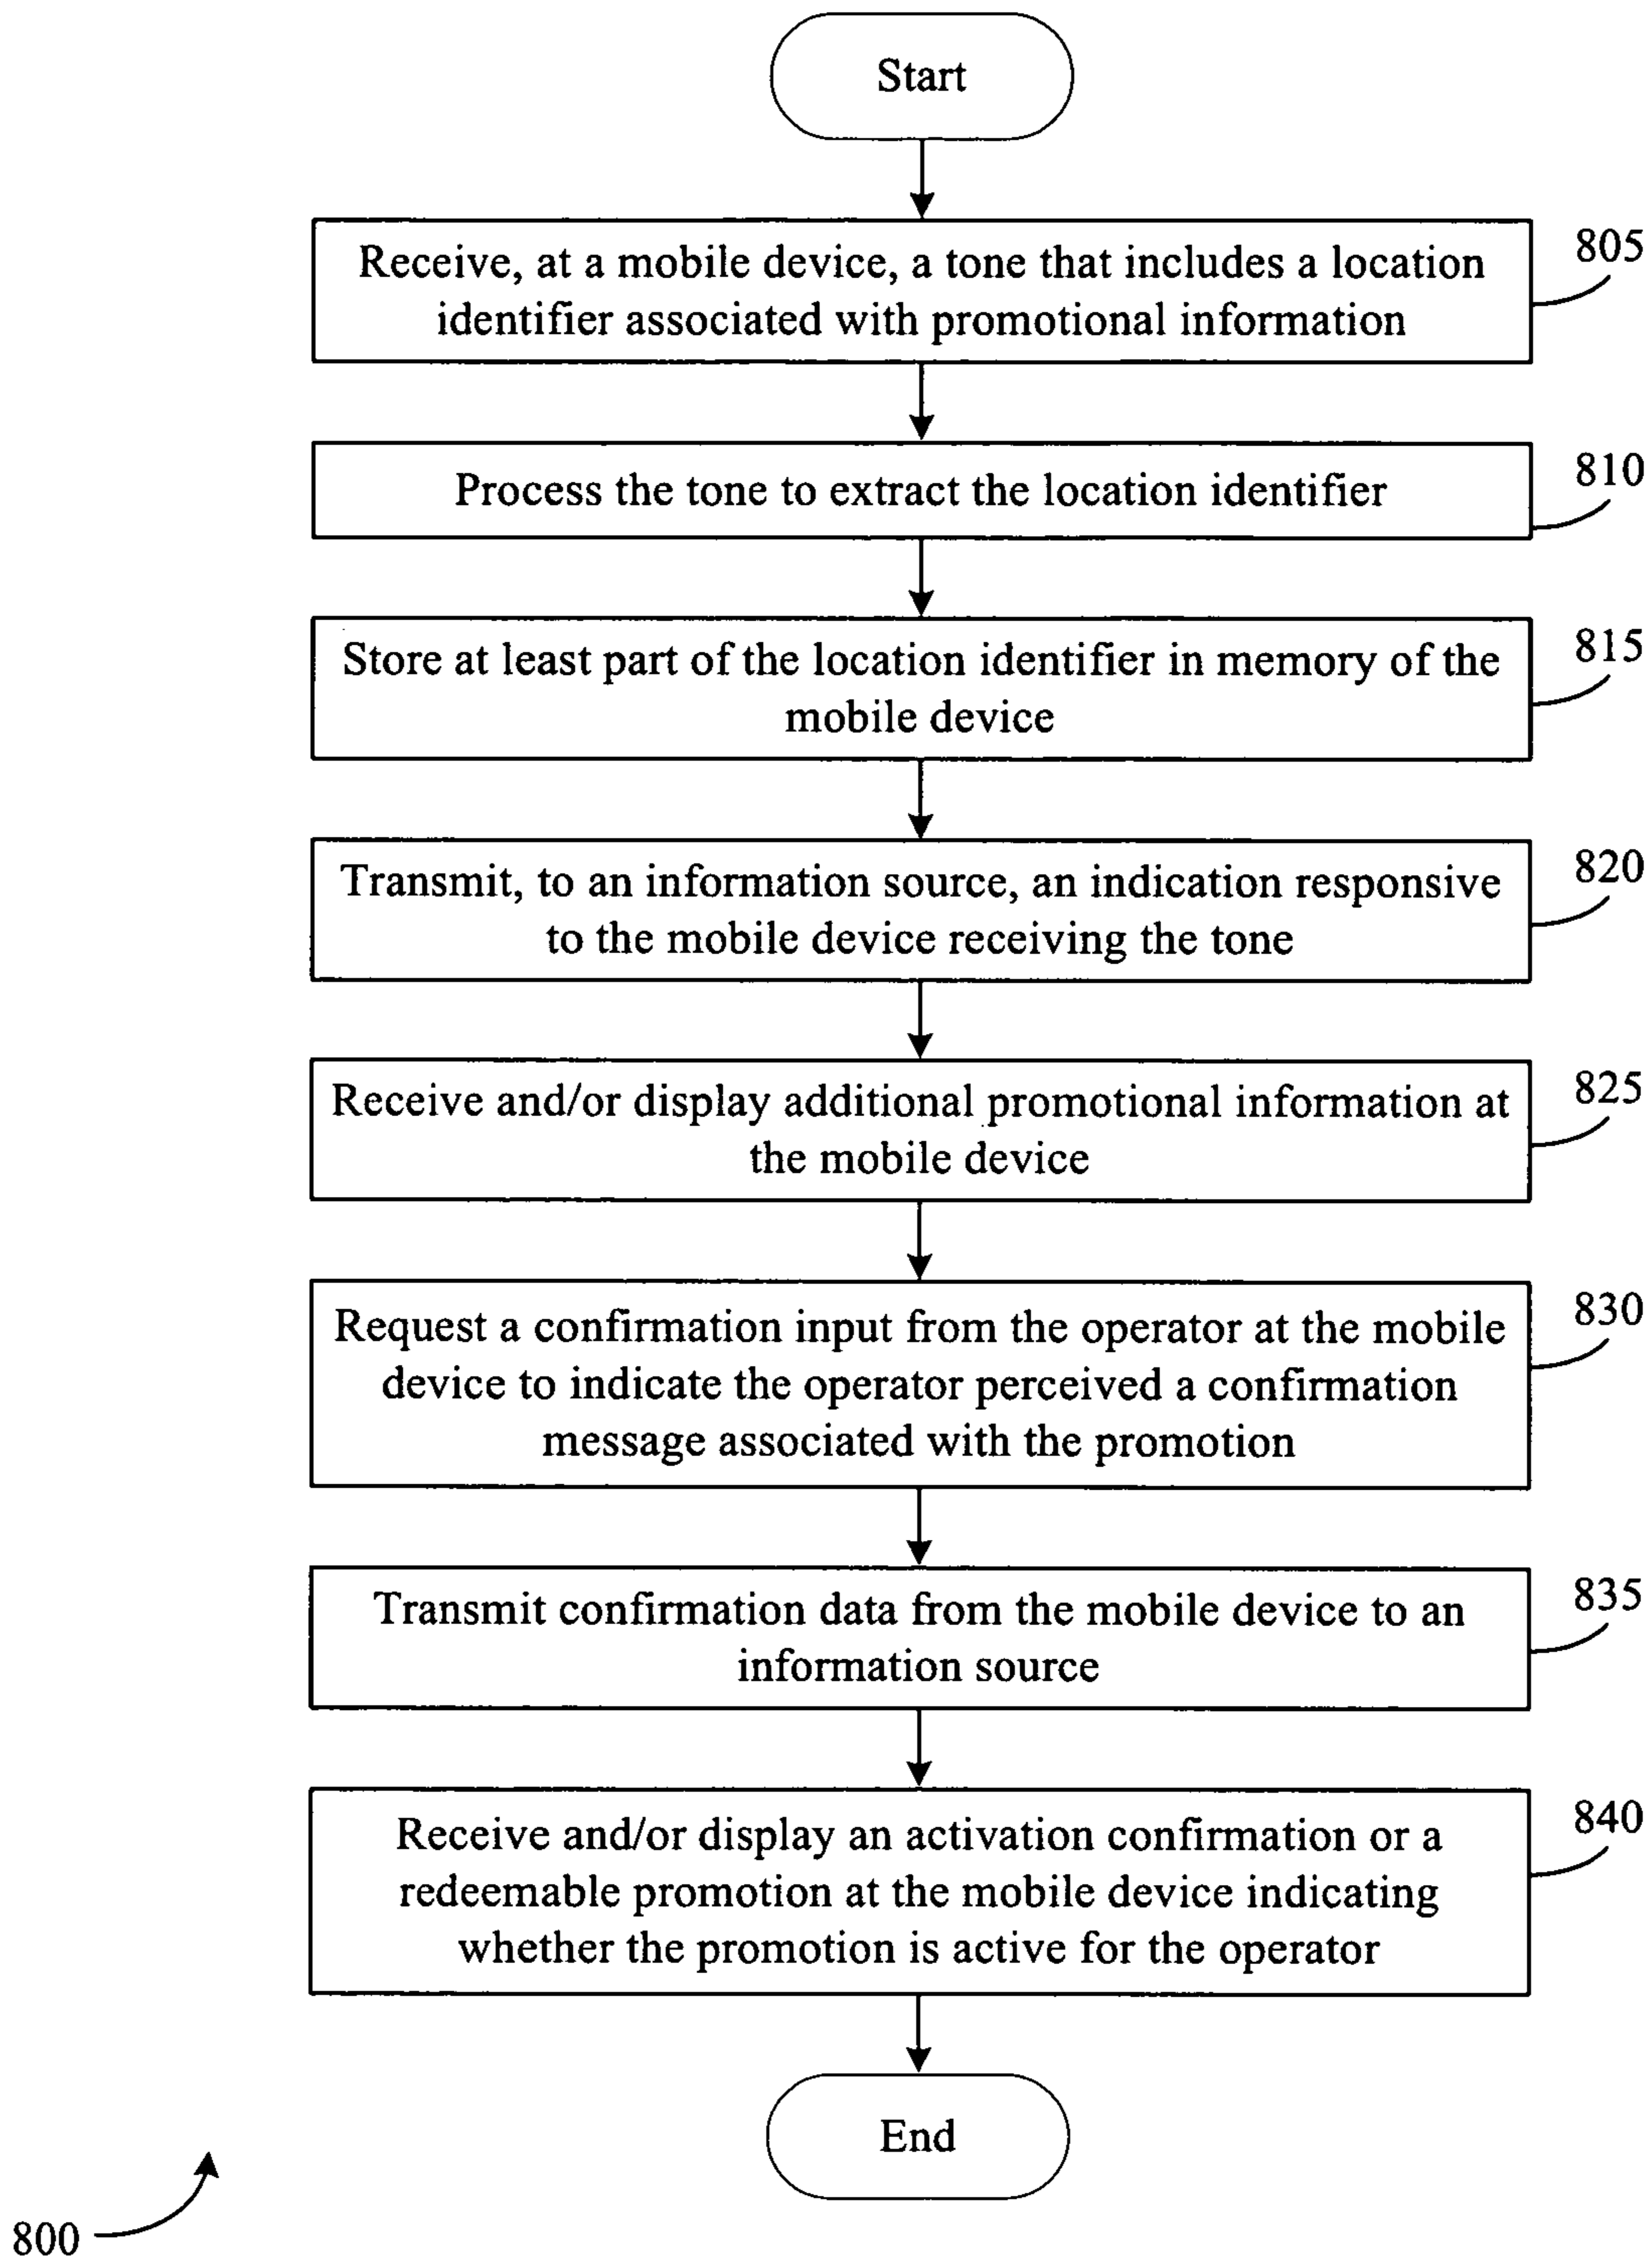 Start
Receive, at a mobile device, a tone that includes a location
identifier associated with promotional information
805
Process the tone to extract the location identifier
810
Store at least part of the location identifier in memory of the
mobile device
815
Transmit, to an information source, an indication responsive
to the mobile device receiving the tone
820
Receive and/or display additional promotional information at
the mobile device
825
Request a confirmation input from the operator at the mobile
device to indicate the operator perceived a confirmation
message associated with the promotion
830
Transmit confirmation data from the mobile device to an
information source
835
Receive and/or display an activation confirmation or a
redeemable promotion at the mobile device indicating
whether the promotion is active for the operator
840
End
800